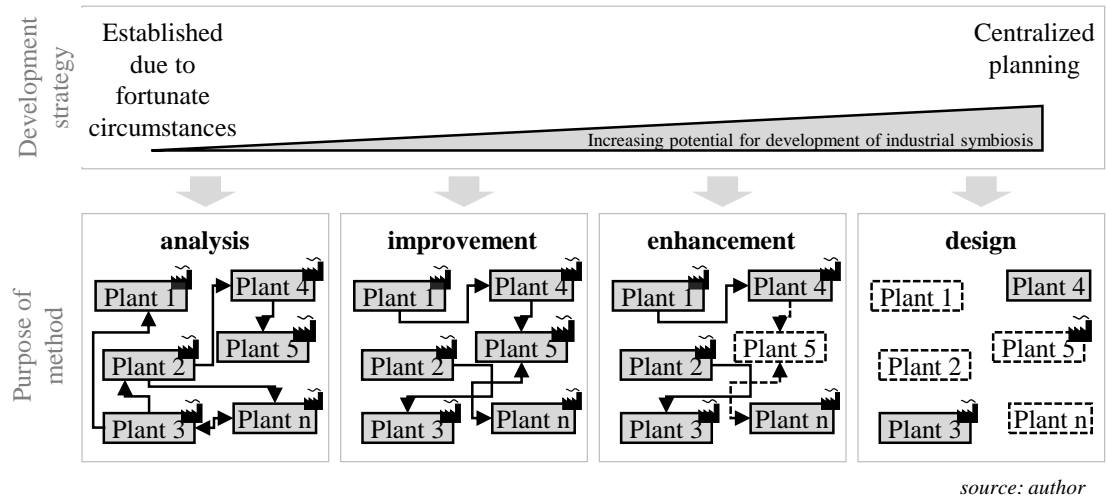 Development
strategy
Established
due to
fortunate
circumstances
Centralized
planning
Increasing potential for development of industrial symbiosis
Purpose of
method
analysis
Plant 1
Plant 4
Plant 5
Plant 2
Plant 3
Plant n
improvement
Plant 1
Plant 4
Plant 5
Plant 2
Plant 3
Plant n
enhancement
Plant 1
Plant 4
Plant 5
Plant 2
Plant 3
Plant n
design
Plant 1
Plant 4
Plant 5
Plant 2
Plant 3
Plant n
source: author